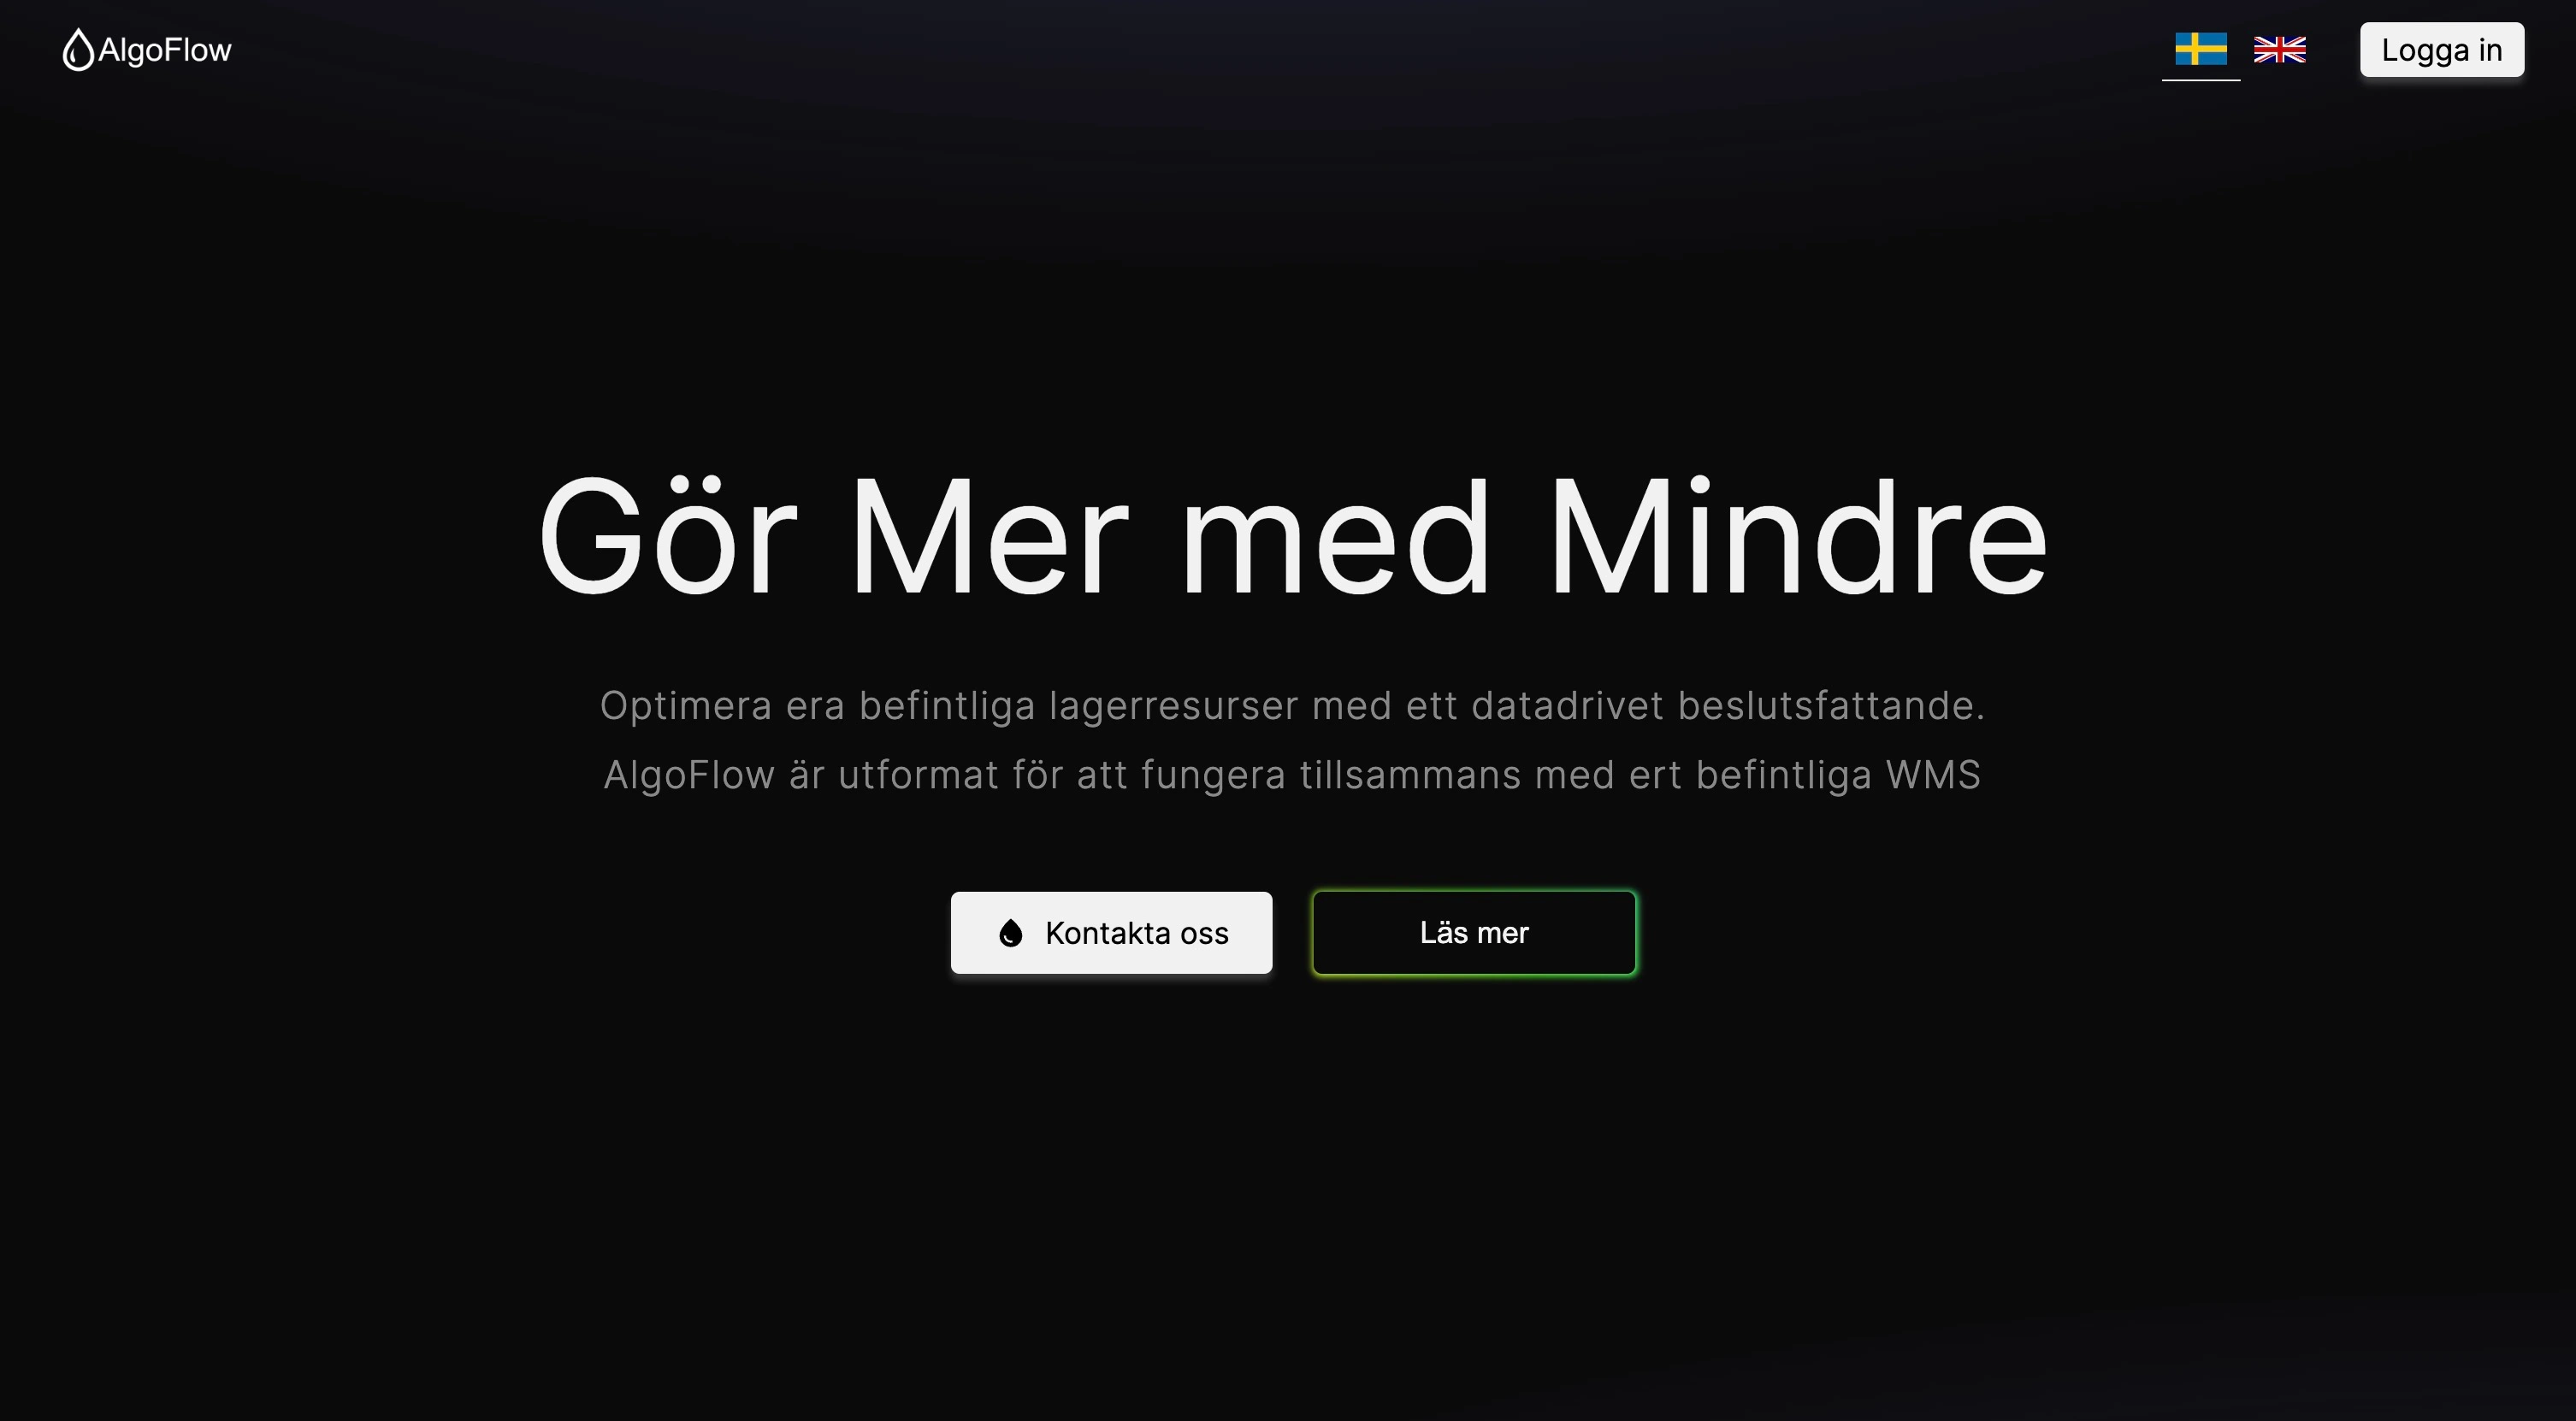 AlgoFlow
Logga in
Gör Mer med Mindre
Optimera era befintliga lagerresurser med ett datadrivet beslutsfattande.
AlgoFlow är utformat för att fungera tillsammans med ert befintliga WMS
Kontakta oss
Läs mer